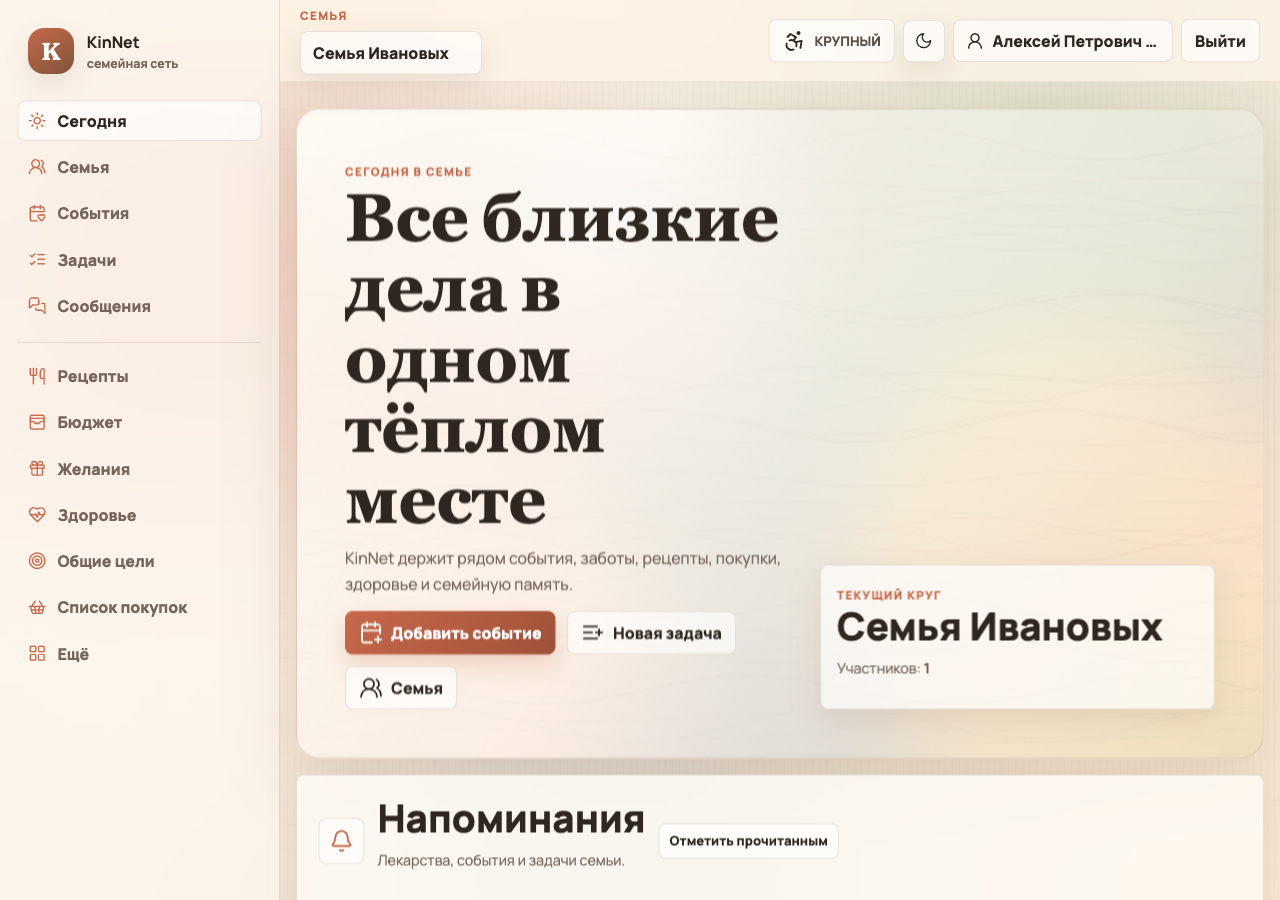 K
KinNet
семейная сеть
Сегодня
Семья
События
Задачи
Сообщения
Рецепты
Бюджет
Желания
Здоровье
Общие цели
Список покупок
Ещё
СЕМЬЯ
Семья Ивановых
КРУПНЫЙ
Алексей Петрович ...
Выйти
СЕГОДНЯ В СЕМЬЕ
Все близкие
дела в
одном
тёплом
месте
KinNet держит рядом события, заботы, рецепты, покупки,
здоровье и семейную память.
Добавить событие
Новая задача
Семья
ТЕКУЩИЙ КРУГ
Семья Ивановых
Участников: 1
Напоминания
Лекарства, события и задачи семьи.
Отметить прочитанным